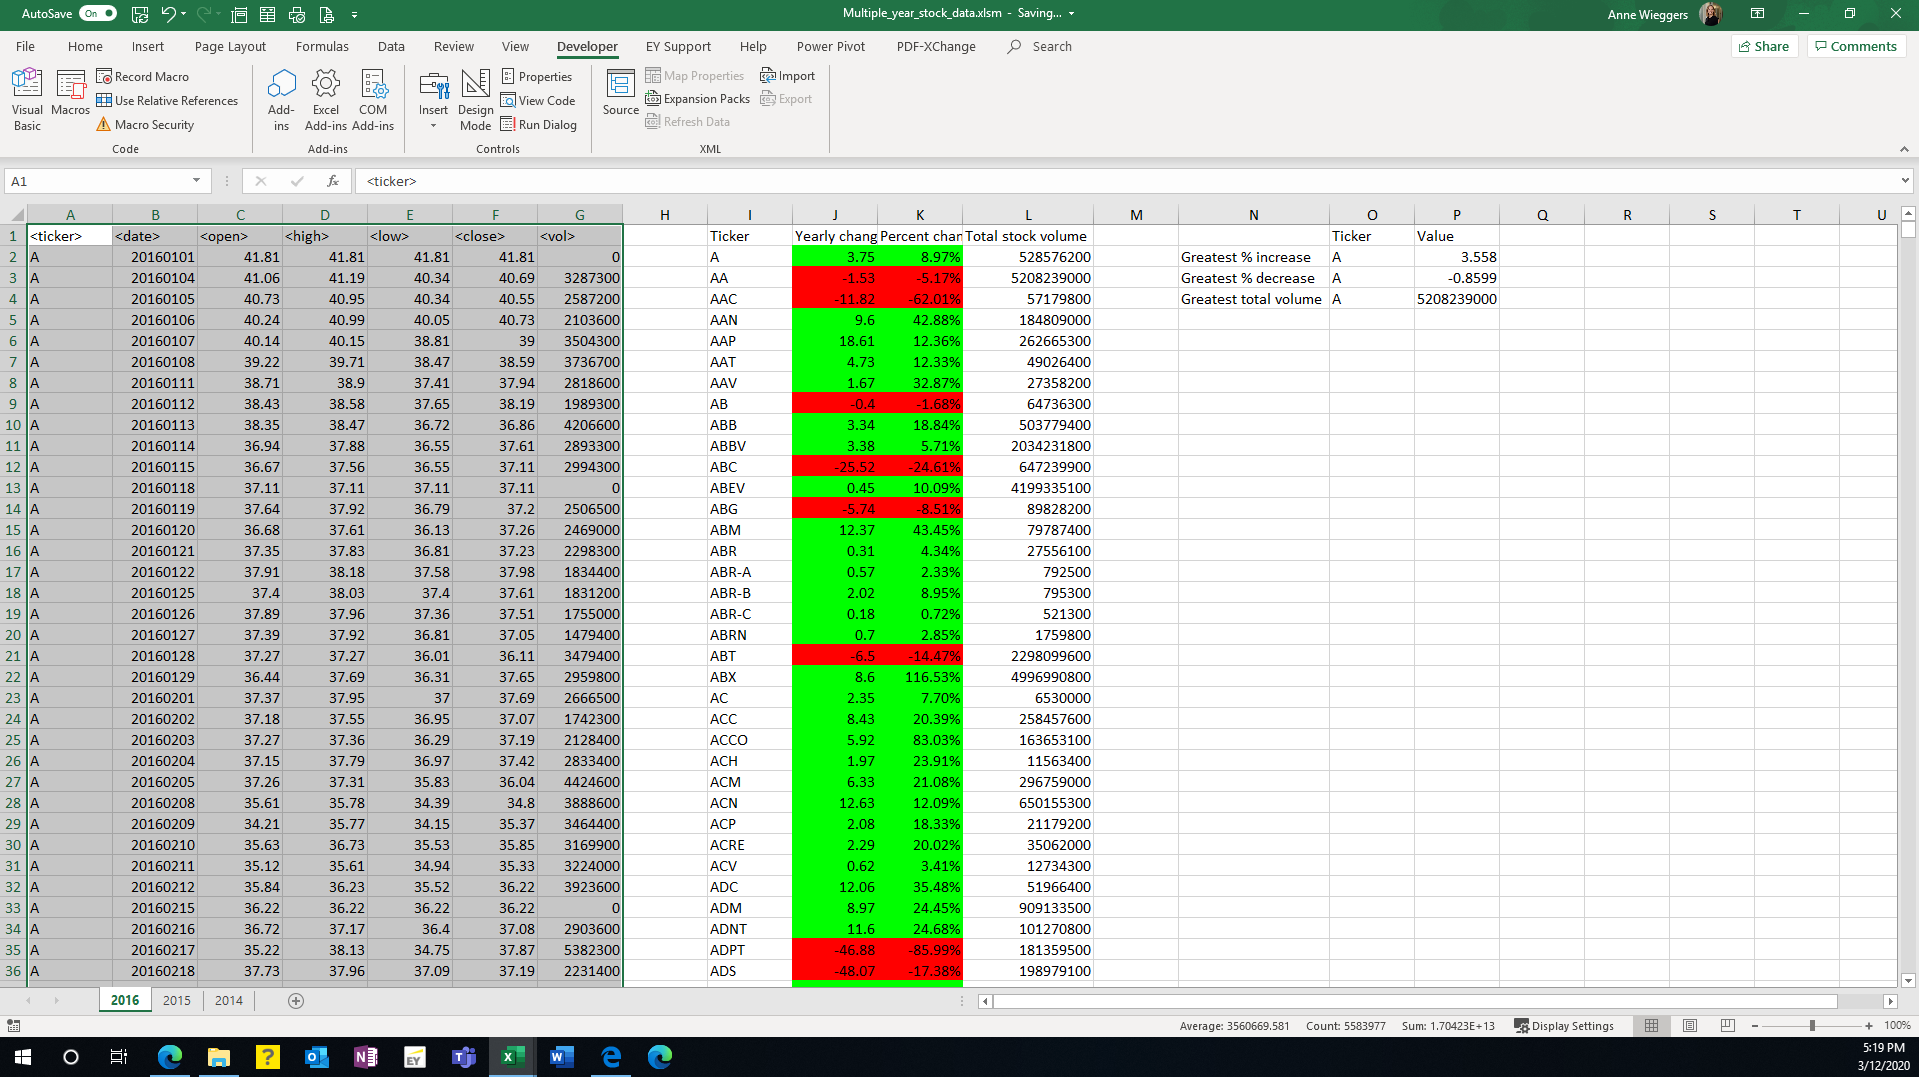 AutoSave On Multiple_year_stock_data.xlsm - Saving... Anne Wieggers
File Home Insert Page Layout Formulas Data Review View Developer EY Support Help Power Pivot PDF-XChange Search Share Comments
Visual Basic Macros Record Macro Use Relative References Macro Security
Add-ins Excel Add-ins COM Add-ins
Insert Design Mode Properties View Code Run Dialog
Source Map Properties Expansion Packs Refresh Data Import Export
Code Add-ins Controls XML
A1 fx <ticker>
A B C D E F G H I J K L M N O P Q R S T U
1 <ticker> <date> <open> <high> <low> <close> <vol> Ticker Yearly chang Percent chan Total stock volume Ticker Value
2 A 20160101 41.81 41.81 41.81 41.81 0 A 3.75 8.97% 528576200 Greatest % increase A 3.558
3 A 20160104 41.06 41.19 40.34 40.69 3287300 AA -1.53 -5.17% 5208239000 Greatest % decrease A -0.8599
4 A 20160105 40.73 40.95 40.34 40.55 2587200 AAC -11.82 -62.01% 57179800 Greatest total volume A 5208239000
5 A 20160106 40.24 40.99 40.05 40.73 2103600 AAN 9.6 42.88% 184809000
6 A 20160107 40.14 40.15 38.81 39 3504300 AAP 18.61 12.36% 262665300
7 A 20160108 39.22 39.71 38.47 38.59 3736700 AAT 4.73 12.33% 49026400
8 A 20160111 38.71 38.9 37.41 37.94 2818600 AAV 1.67 32.87% 27358200
9 A 20160112 38.43 38.58 37.65 38.19 1989300 AB -0.4 -1.68% 64736300
10 A 20160113 38.35 38.47 36.72 36.86 4206600 ABB 3.34 18.84% 503779400
11 A 20160114 36.94 37.88 36.55 37.61 2893300 ABBV 3.38 5.71% 2034231800
12 A 20160115 36.67 37.56 36.55 37.11 2994300 ABC -25.52 -24.61% 647239900
13 A 20160118 37.11 37.11 37.11 37.11 0 ABEV 0.45 10.09% 4199335100
14 A 20160119 37.64 37.92 36.79 37.2 2506500 ABG -5.74 -8.51% 89828200
15 A 20160120 36.68 37.61 36.13 37.26 2469000 ABM 12.37 43.45% 79787400
16 A 20160121 37.35 37.83 36.81 37.23 2298300 ABR 0.31 4.34% 27556100
17 A 20160122 37.91 38.18 37.58 37.98 1834400 ABR-A 0.57 2.33% 792500
18 A 20160125 37.4 38.03 37.4 37.61 1831200 ABR-B 2.02 8.95% 795300
19 A 20160126 37.89 37.96 37.36 37.51 1755000 ABR-C 0.18 0.72% 521300
20 A 20160127 37.39 37.92 36.81 37.05 1479400 ABRN 0.7 2.85% 1759800
21 A 20160128 37.27 37.27 36.01 36.11 3479400 ABT -6.5 -14.47% 2298099600
22 A 20160129 36.44 37.69 36.31 37.65 2959800 ABX 8.6 116.53% 4996990800
23 A 20160201 37.37 37.95 37 37.69 2666500 AC 2.35 7.70% 6530000
24 A 20160202 37.18 37.55 36.95 37.07 1742300 ACC 8.43 20.39% 258457600
25 A 20160203 37.27 37.36 36.29 37.19 2128400 ACCO 5.92 83.03% 163653100
26 A 20160204 37.15 37.79 36.97 37.42 2833400 ACH 1.97 23.91% 11563400
27 A 20160205 37.26 37.31 35.83 36.04 4424600 ACM 6.33 21.08% 296759000
28 A 20160208 35.61 35.78 34.39 34.8 3888600 ACN 12.63 12.09% 650155300
29 A 20160209 34.21 35.77 34.15 35.37 3464400 ACP 2.08 18.33% 21179200
30 A 20160210 35.63 36.73 35.53 35.85 3169900 ACRE 2.29 20.02% 35062000
31 A 20160211 35.12 35.61 34.94 35.33 3224000 ACV 0.62 3.41% 12734300
32 A 20160212 35.84 36.23 35.52 36.22 3923600 ADC 12.06 35.48% 51966400
33 A 20160215 36.22 36.22 36.22 36.22 0 ADM 8.97 24.45% 909133500
34 A 20160216 36.72 37.17 36.4 37.08 2903600 ADNT 11.6 24.68% 101270800
35 A 20160217 35.22 38.13 34.75 37.87 5382300 ADPT -46.88 -85.99% 181359500
36 A 20160218 37.73 37.96 37.09 37.19 2231400 ADS -48.07 -17.38% 198979100
2016 2015 2014
Average: 3560669.581 Count: 5583977 Sum: 1.70423E+13 Display Settings 100%
5:19 PM
3/12/2020